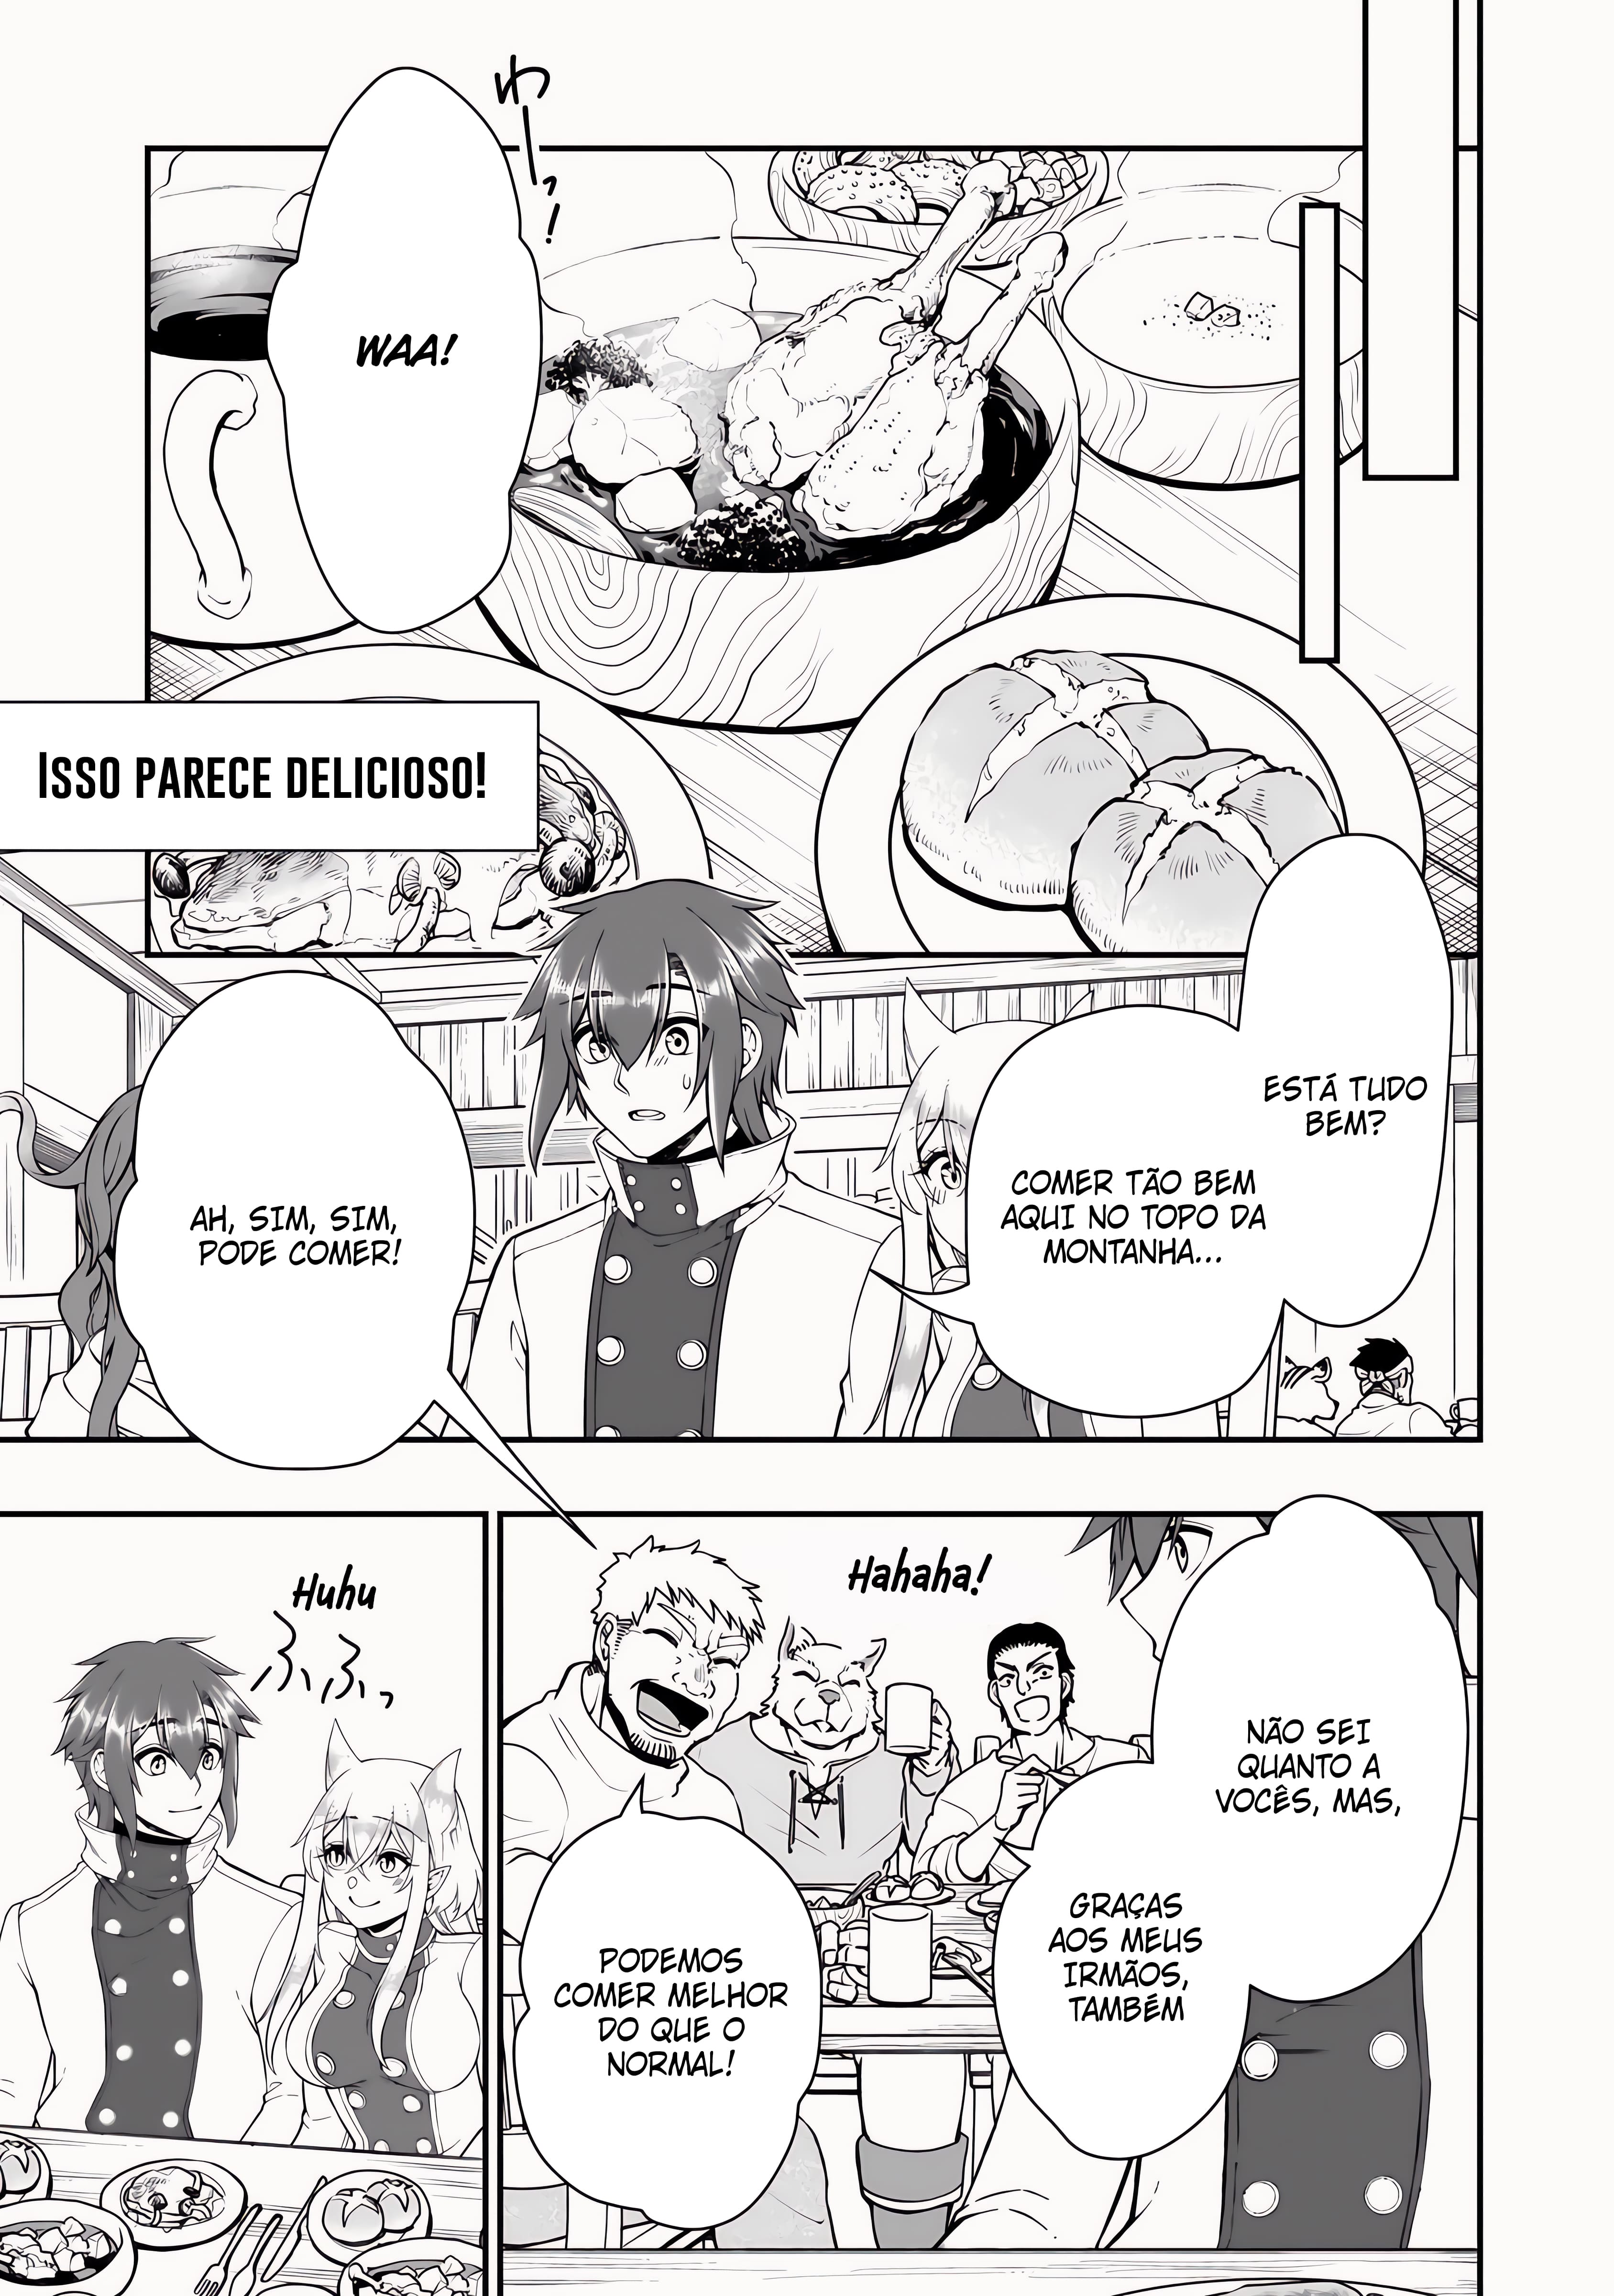 わー
っ!
WAA!
ISSO PARECE DELICIOSO!
ESTÁ TUDO
BEM?
COMER TÃO BEM
AQUI NO TOPO DA
MONTANHA...
AH, SIM, SIM,
PODE COMER!
NÃO SEI
QUANTO A
VOCÊS, MAS,
GRAÇAS
AOS MEUS
IRMÃOS,
TAMBÉM
Hahaha!
PODEMOS
COMER MELHOR
DO QUE O
NORMAL!
Huhu
ふふっ